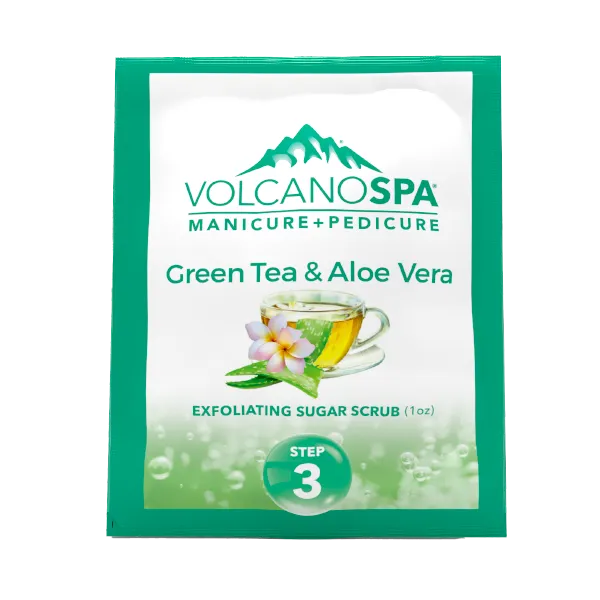 VOLCANOSPA®
MANICURE+PEDICURE
Green Tea & Aloe Vera
EXFOLIATING SUGAR SCRUB (1oz)
STEP
3